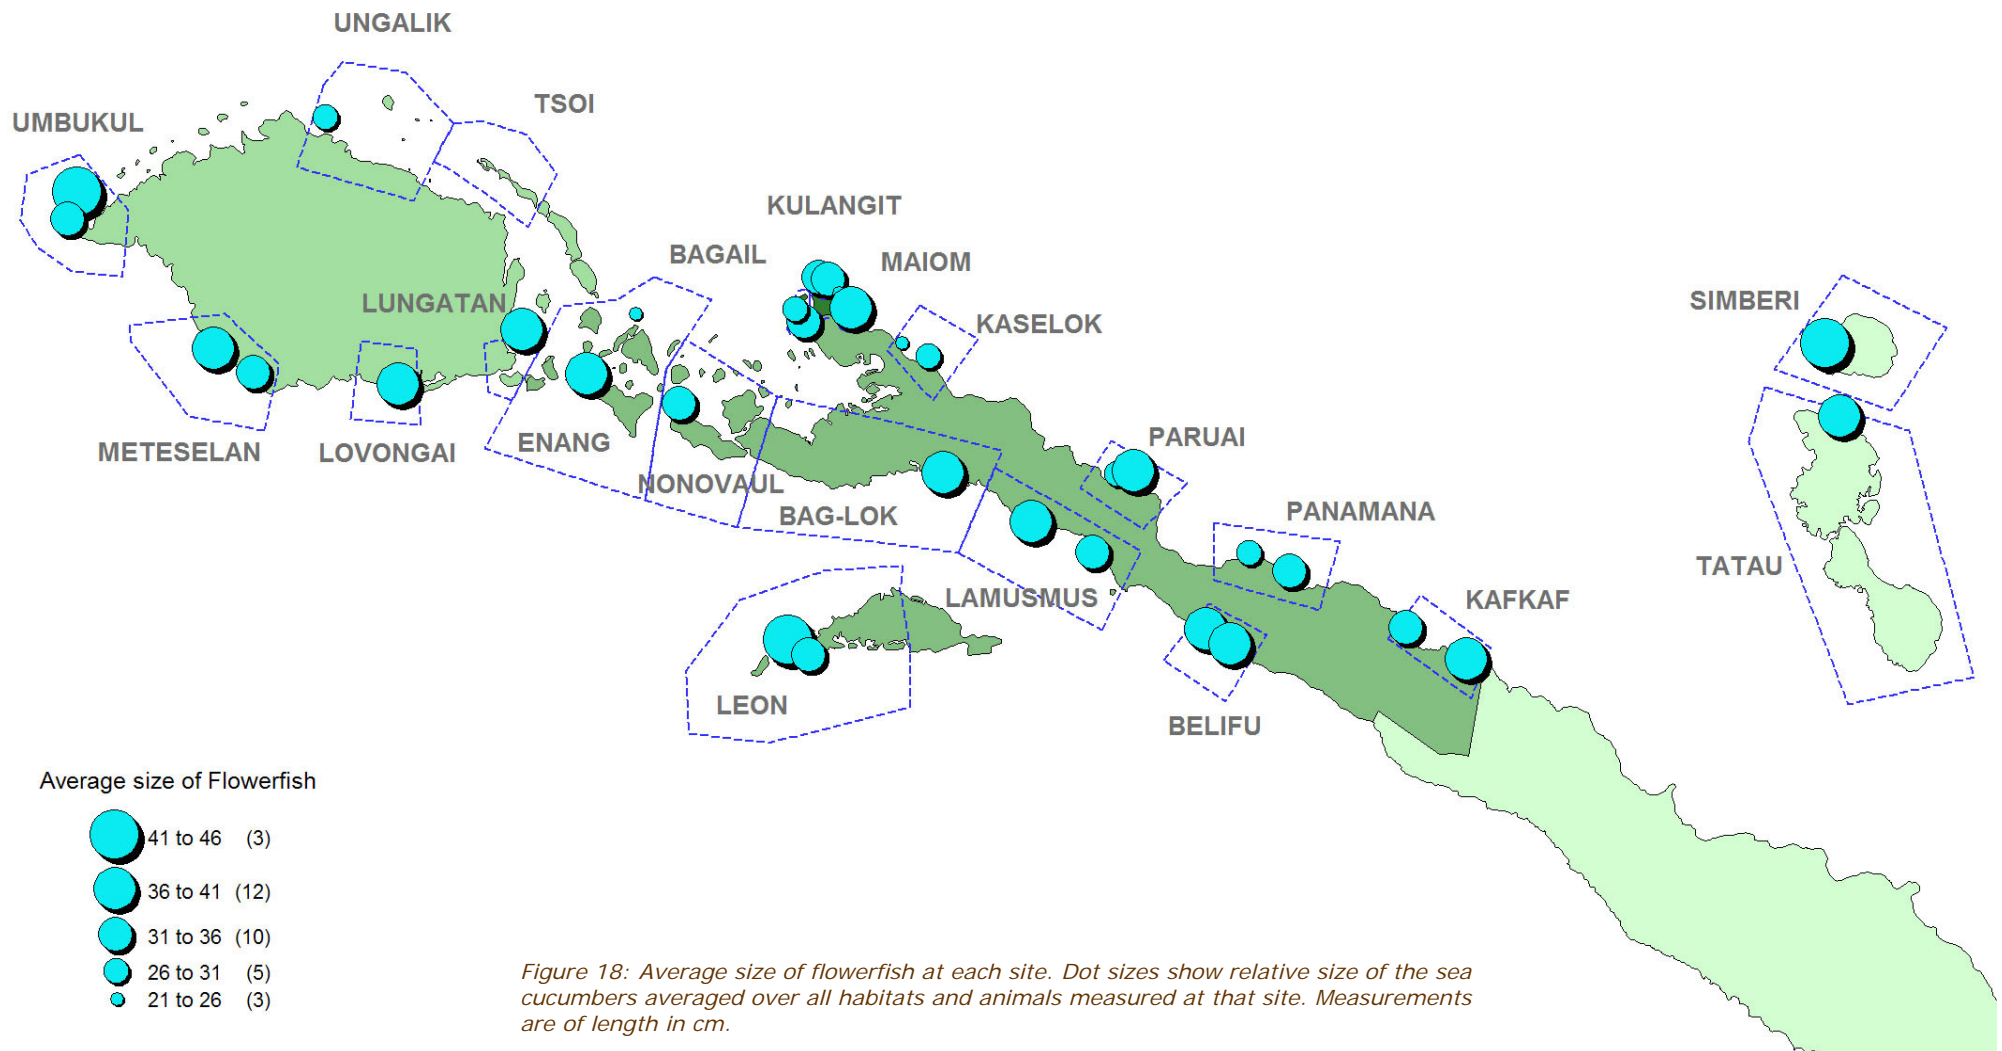 UNGALIK
TSOI
UMBUKUL
KULANGIT
BAGAIL
MAIOM
LUNGATAN
KASELOK
SIMBERI
METESELAN
LOVONGAI
ENANG
NONOVAUL
BAG-LOK
PARUAI
PANAMANA
TATAU
LAMUSMUS
KAFKAF
LEON
BELIFU
Average size of Flowerfish
41 to 46 (3)
36 to 41 (12)
31 to 36 (10)
26 to 31 (5)
21 to 26 (3)
Figure 18: Average size of flowerfish at each site. Dot sizes show relative size of the sea
cucumbers averaged over all habitats and animals measured at that site. Measurements
are of length in cm.